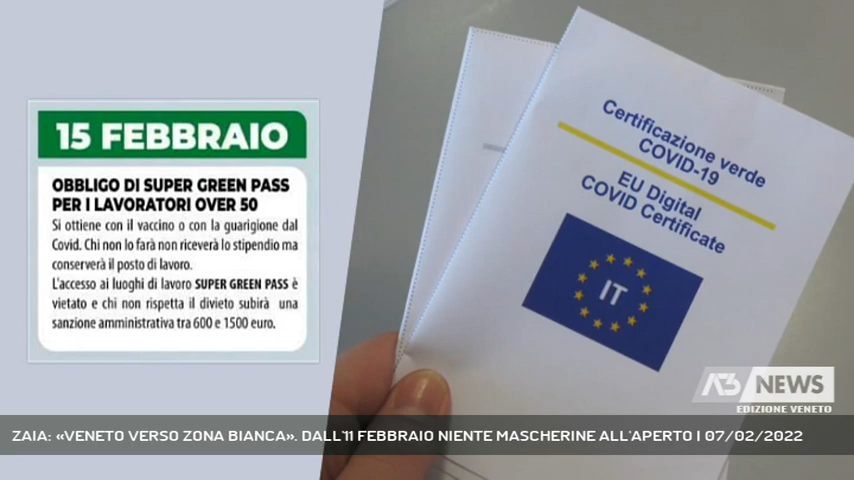 15 FEBBRAIO
OBBLIGO DI SUPER GREEN PASS
PER I LAVORATORI OVER 50
Si ottiene con il vaccino o con la guarigione dal
Covid. Chi non lo farà non riceverà lo stipendio ma
conserverà il posto di lavoro.
L'accesso ai luoghi di lavoro SUPER GREEN PASS è
vietato e chi non rispetta il divieto subirà una
sanzione amministrativa tra 600 e 1500 euro.
Certificazione verde
COVID-19
EU Digital
COVID Certificate
IT
A3 NEWS
EDIZIONE VENETO
ZAIA: «VENETO VERSO ZONA BIANCA». DALL'11 FEBBRAIO NIENTE MASCHERINE ALL'APERTO | 07/02/2022